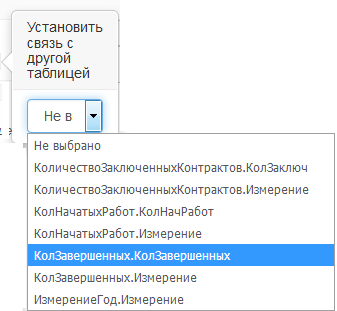 Установить
связь с
другой
таблицей
Не в
Не выбрано
КоличествоЗаключенныхКонтрактов.КолЗаключ
КоличествоЗаключенныхКонтрактов.Измерение
КолНачатыхРабот.КолНачРабот
КолНачатыхРабот.Измерение
КолЗавершенных.КолЗавершенных
КолЗавершенных.Измерение
ИзмерениеГод.Измерение